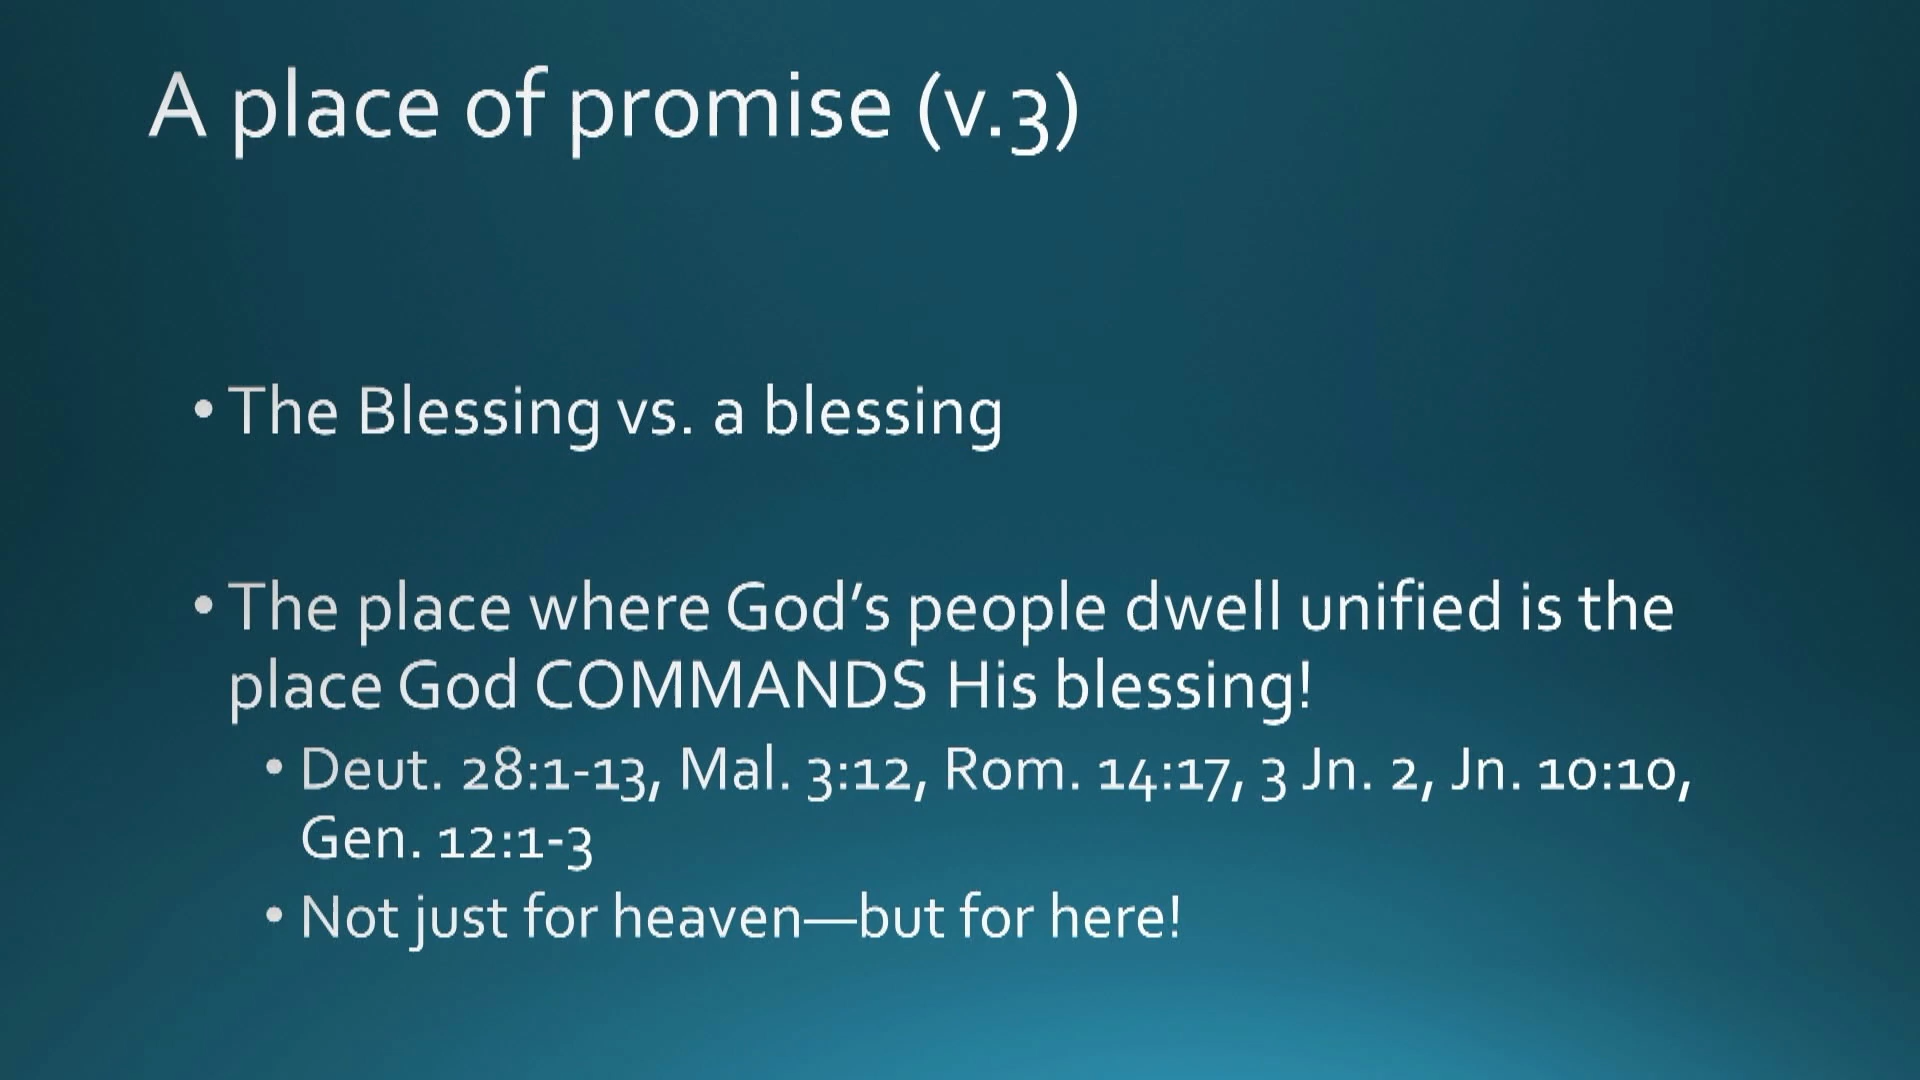 A place of promise (v.3)
• The Blessing vs. a blessing
• The place where God’s people dwell unified is the
place God COMMANDS His blessing!
• Deut. 28:1-13, Mal. 3:12, Rom. 14:17, 3 Jn. 2, Jn. 10:10,
Gen. 12:1-3
• Not just for heaven—but for here!